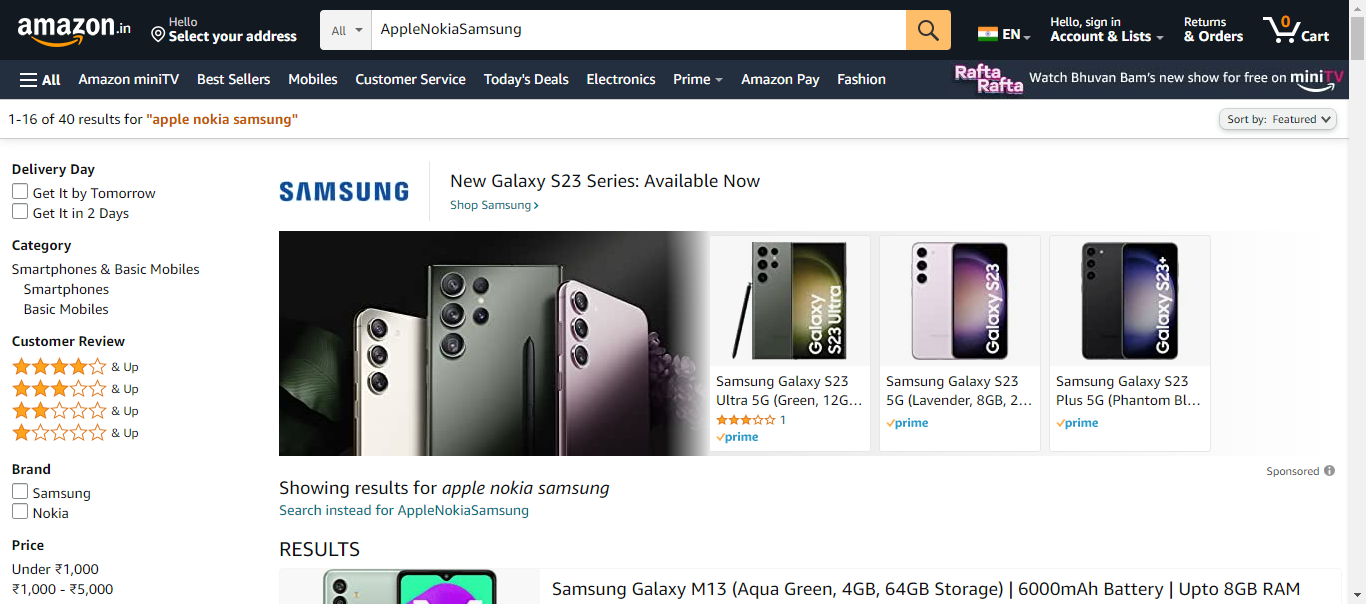 amazon.in
Hello
Select your address
All
AppleNokiaSamsung
EN
Hello, sign in
Account & Lists
Returns
& Orders
0
Cart
All
Amazon miniTV
Best Sellers
Mobiles
Customer Service
Today's Deals
Electronics
Prime
Amazon Pay
Fashion
Rafta
Rafta
Watch Bhuvan Bam's new show for free on miniTV
1-16 of 40 results for "apple nokia samsung"
Sort by: Featured
Delivery Day
Get It by Tomorrow
Get It in 2 Days
Category
Smartphones & Basic Mobiles
Smartphones
Basic Mobiles
Customer Review
& Up
& Up
& Up
& Up
Brand
Samsung
Nokia
Price
Under ₹1,000
₹1,000 - ₹5,000
SAMSUNG
New Galaxy S23 Series: Available Now
Shop Samsung
Galaxy
S23 Ultra
Samsung Galaxy S23
Ultra 5G (Green, 12G...
1
prime
Galaxy S23
Samsung Galaxy S23
5G (Lavender, 8GB, 2...
prime
Galaxy S23+
Samsung Galaxy S23
Plus 5G (Phantom Bl...
prime
Sponsored
Showing results for apple nokia samsung
Search instead for AppleNokiaSamsung
RESULTS
Samsung Galaxy M13 (Aqua Green, 4GB, 64GB Storage) | 6000mAh Battery | Upto 8GB RAM